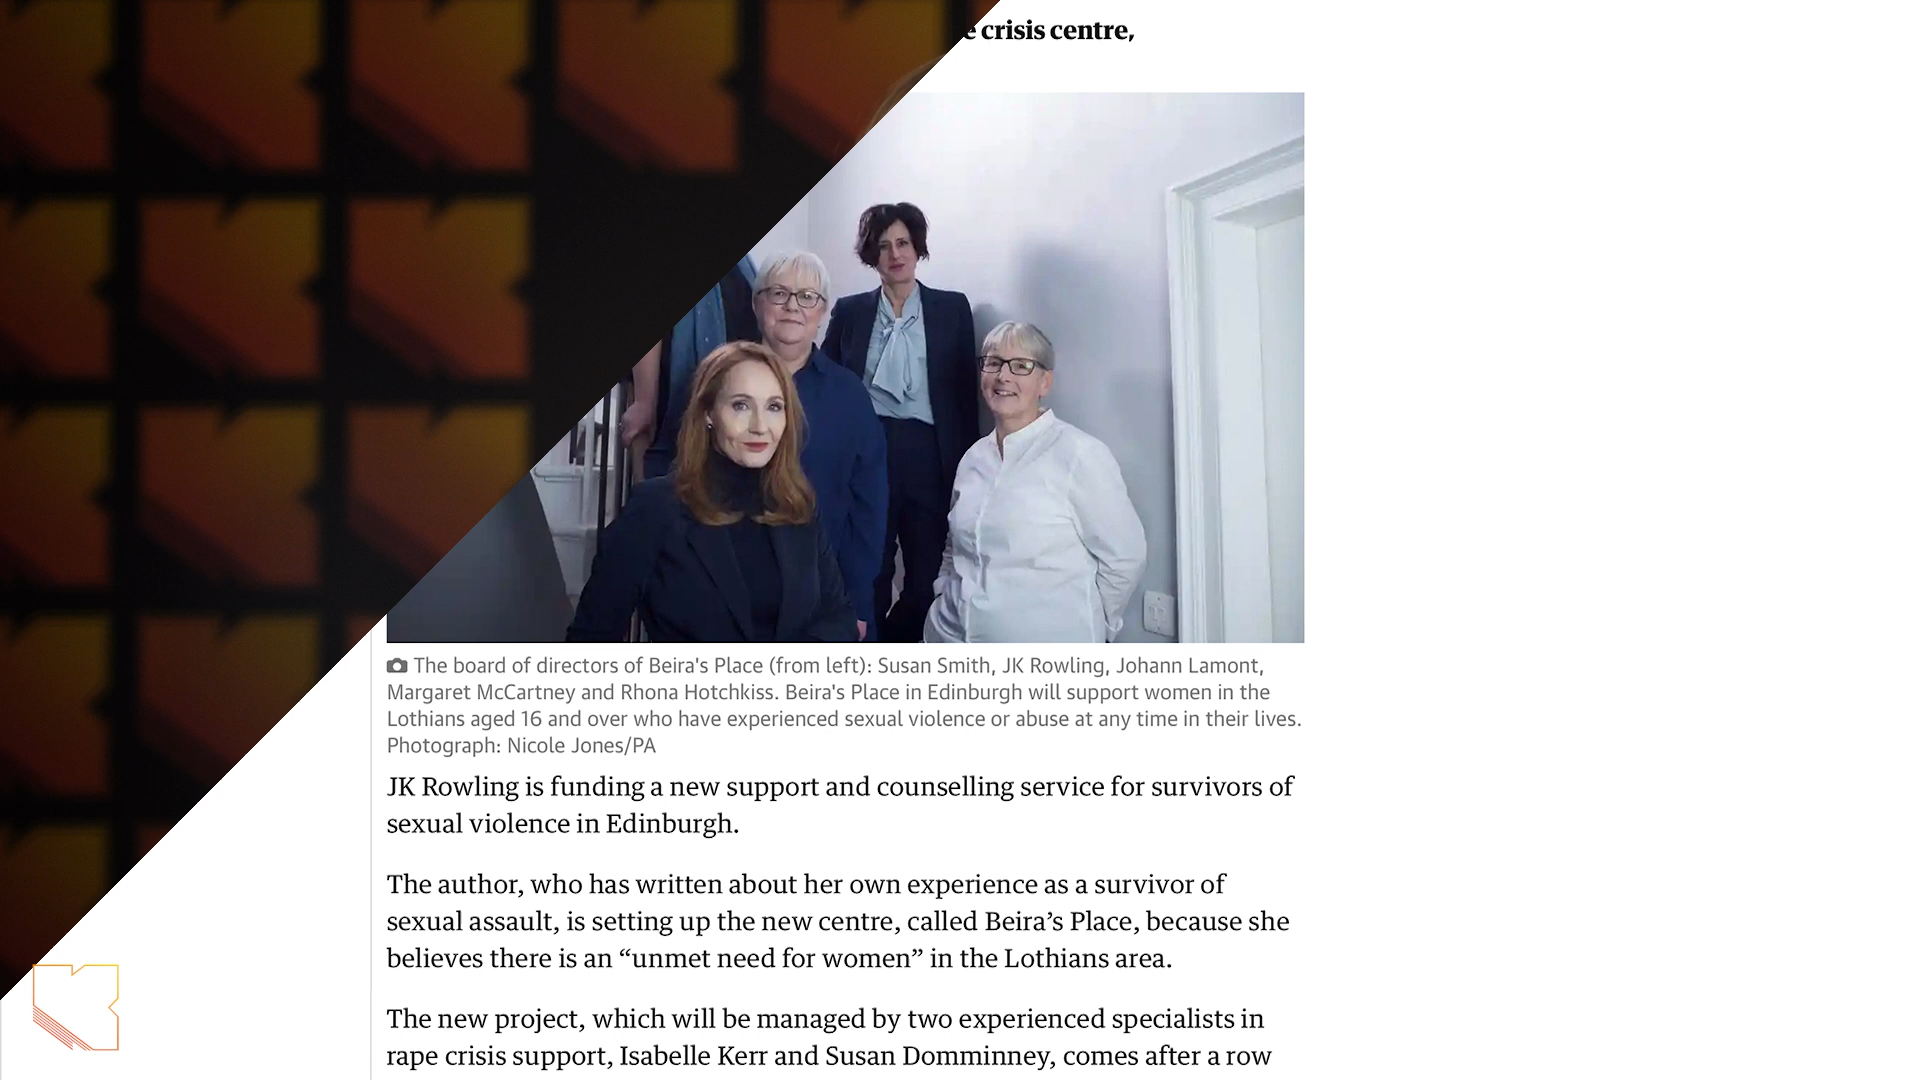 crisis centre,
The board of directors of Beira's Place (from left): Susan Smith, JK Rowling, Johann Lamont,
Margaret McCartney and Rhona Hotchkiss. Beira's Place in Edinburgh will support women in the
Lothians aged 16 and over who have experienced sexual violence or abuse at any time in their lives.
Photograph: Nicole Jones/PA
JK Rowling is funding a new support and counselling service for survivors of
sexual violence in Edinburgh.
The author, who has written about her own experience as a survivor of
sexual assault, is setting up the new centre, called Beira’s Place, because she
believes there is an “unmet need for women” in the Lothians area.
The new project, which will be managed by two experienced specialists in
rape crisis support, Isabelle Kerr and Susan Domminney, comes after a row